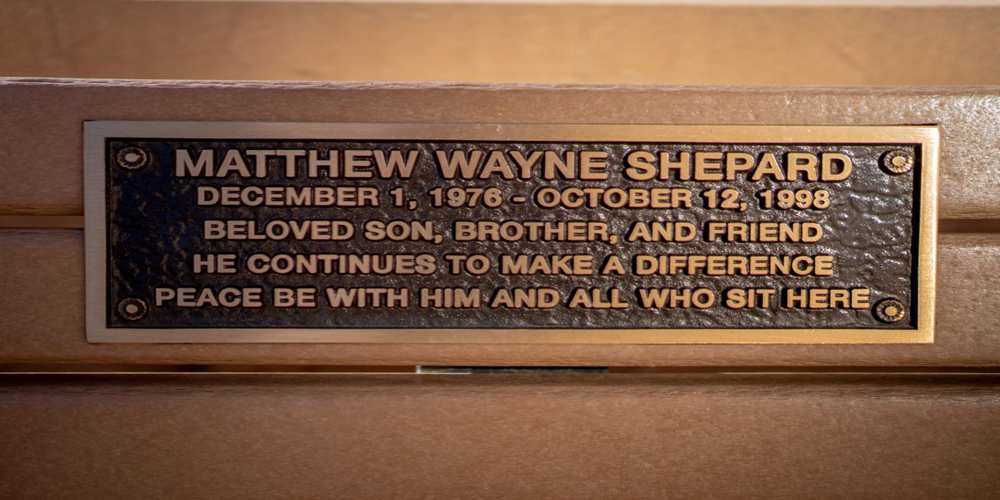 MATTHEW WAYNE SHEPARD
DECEMBER 1, 1976 - OCTOBER 12, 1998
BELOVED SON, BROTHER, AND FRIEND
HE CONTINUES TO MAKE A DIFFERENCE
PEACE BE WITH HIM AND ALL WHO SIT HERE